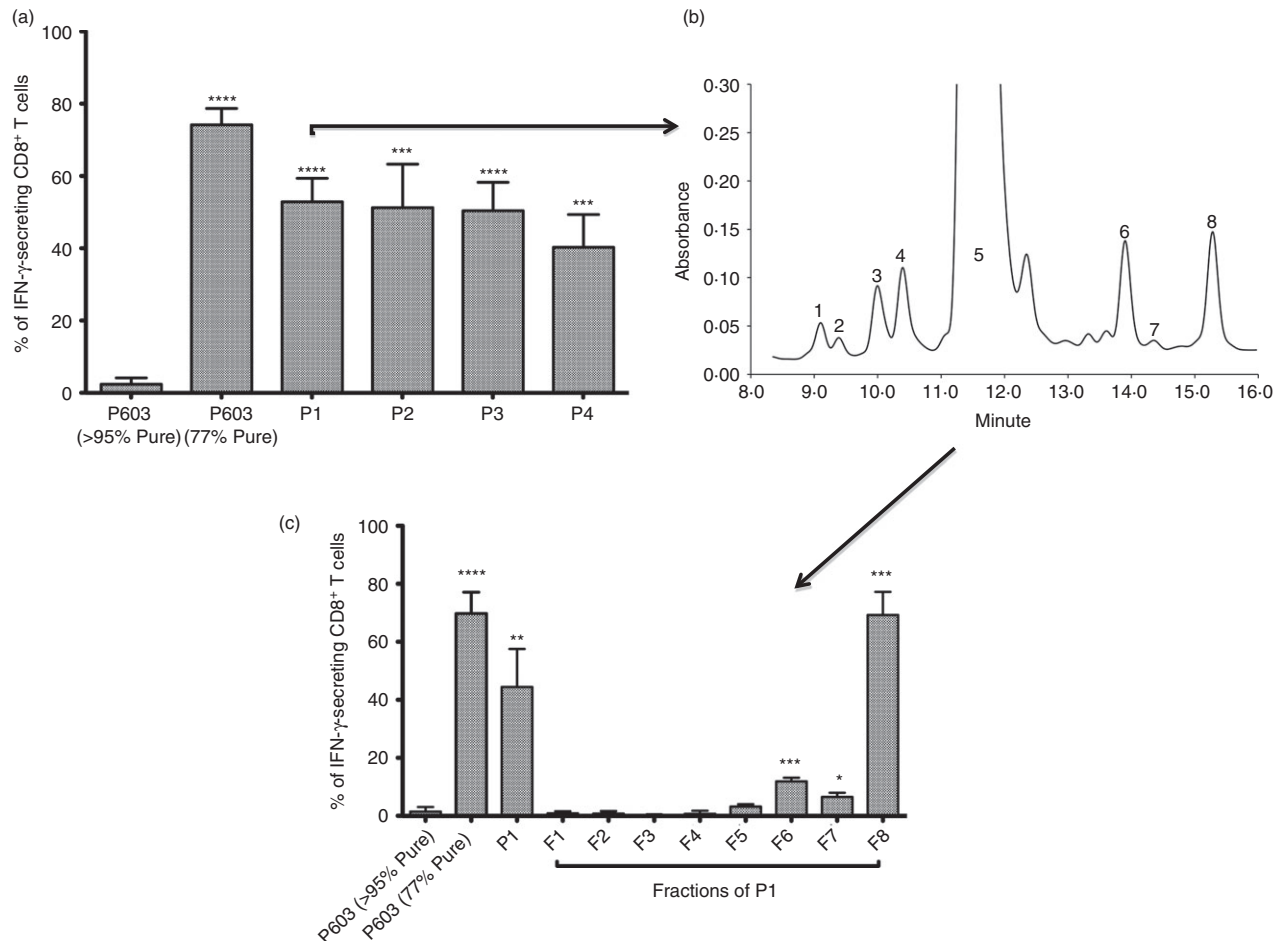 (a)
100
80
60
40
20
0
% of IFN-γ-secreting CD8⁺ T cells
****
****
***
****
***
P603
(>95% Pure)
P603
(77% Pure)
P1
P2
P3
P4
(b)
0·30
0·25
0·20
0·15
0·10
0·05
0·00
Absorbance
1
2
3
4
5
6
7
8
8·0
9·0
10·0
11·0
12·0
13·0
14·0
15·0
16·0
Minute
(c)
100
80
60
40
20
0
% of IFN-γ-secreting CD8⁺ T cells
****
**
***
*
***
P603 (>95% Pure)
P603 (77% Pure)
P1
F1
F2
F3
F4
F5
F6
F7
F8
Fractions of P1